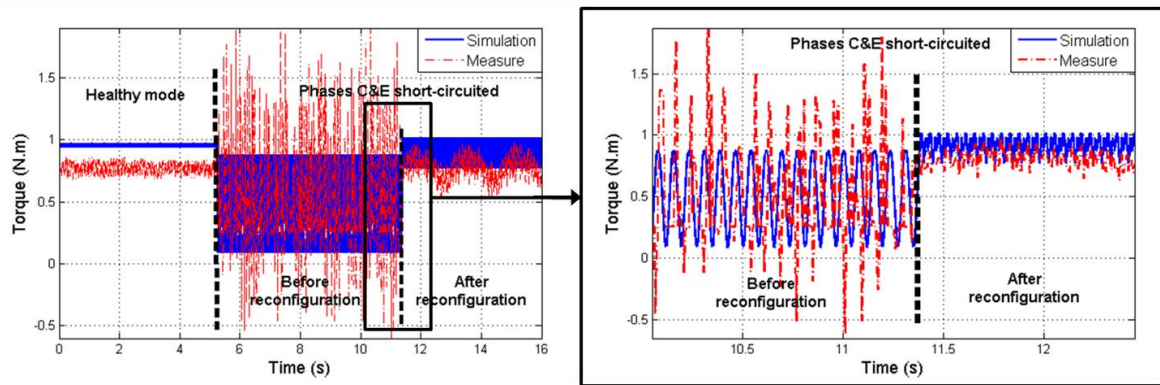 Simulation
Measure
Healthy mode
Phases C&E short-circuited
Before
reconfiguration
After
reconfiguration
Torque (N.m)
1.5
1
0.5
0
-0.5
0 2 4 6 8 10 12 14 16
Time (s)
Phases C&E short-circuited
Simulation
Measure
Before
reconfiguration
After
reconfiguration
Torque (N.m)
1.5
1
0.5
0
-0.5
10.5 11 11.5 12
Time (s)